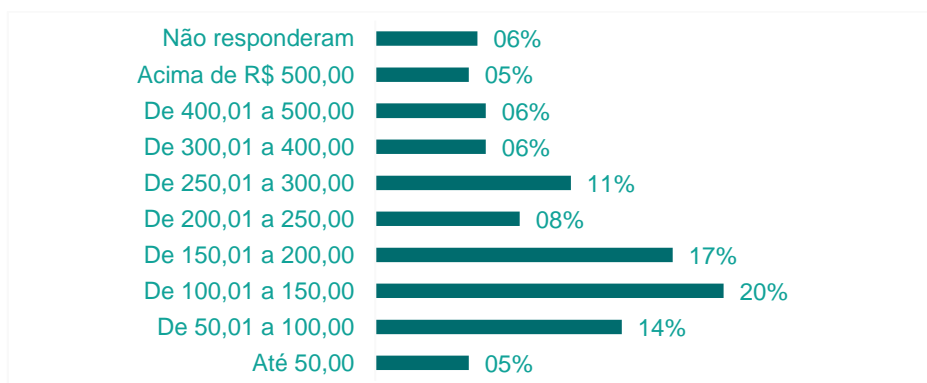 Não responderam 06%
Acima de R$ 500,00 05%
De 400,01 a 500,00 06%
De 300,01 a 400,00 06%
De 250,01 a 300,00 11%
De 200,01 a 250,00 08%
De 150,01 a 200,00 17%
De 100,01 a 150,00 20%
De 50,01 a 100,00 14%
Até 50,00 05%